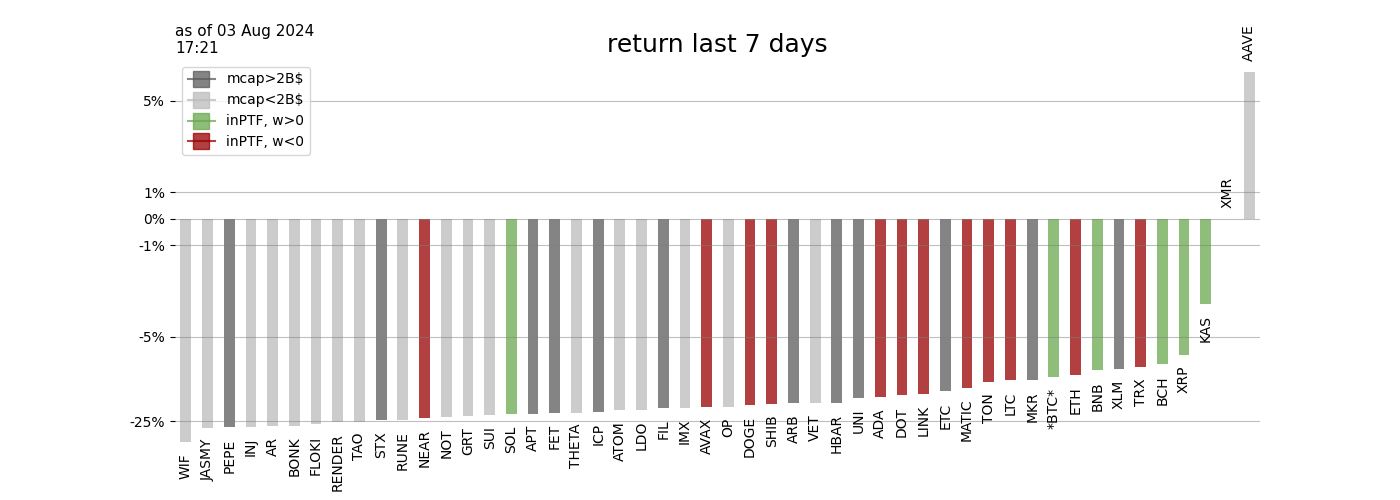 as of 03 Aug 2024
17:21
return last 7 days
mcap>2B$
mcap<2B$
inPTF, w>0
inPTF, w<0
5%
1%
0%
-1%
-5%
-25%
WIF
JASMY
PEPE
INJ
AR
BONK
FLOKI
RENDER
TAO
STX
RUNE
NEAR
NOT
GRT
SUI
SOL
APT
FET
THETA
ICP
ATOM
LDO
FIL
IMX
AVAX
OP
DOGE
SHIB
ARB
VET
HBAR
UNI
ADA
DOT
LINK
ETC
MATIC
TON
LTC
MKR
*BTC*
ETH
BNB
XLM
TRX
BCH
XRP
KAS
XMR
AAVE